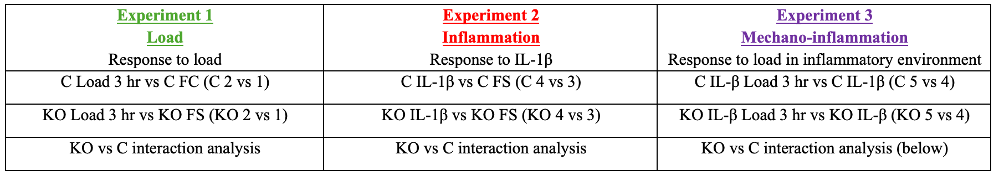 Experiment 1
Load
Response to load
Experiment 2
Inflammation
Response to IL-1β
Experiment 3
Mechano-inflammation
Response to load in inflammatory environment
C Load 3 hr vs C FC (C 2 vs 1)
C IL-1β vs C FS (C 4 vs 3)
C IL-β Load 3 hr vs C IL-1β (C 5 vs 4)
KO Load 3 hr vs KO FS (KO 2 vs 1)
KO IL-1β vs KO FS (KO 4 vs 3)
KO IL-β Load 3 hr vs KO IL-β (KO 5 vs 4)
KO vs C interaction analysis
KO vs C interaction analysis
KO vs C interaction analysis (below)